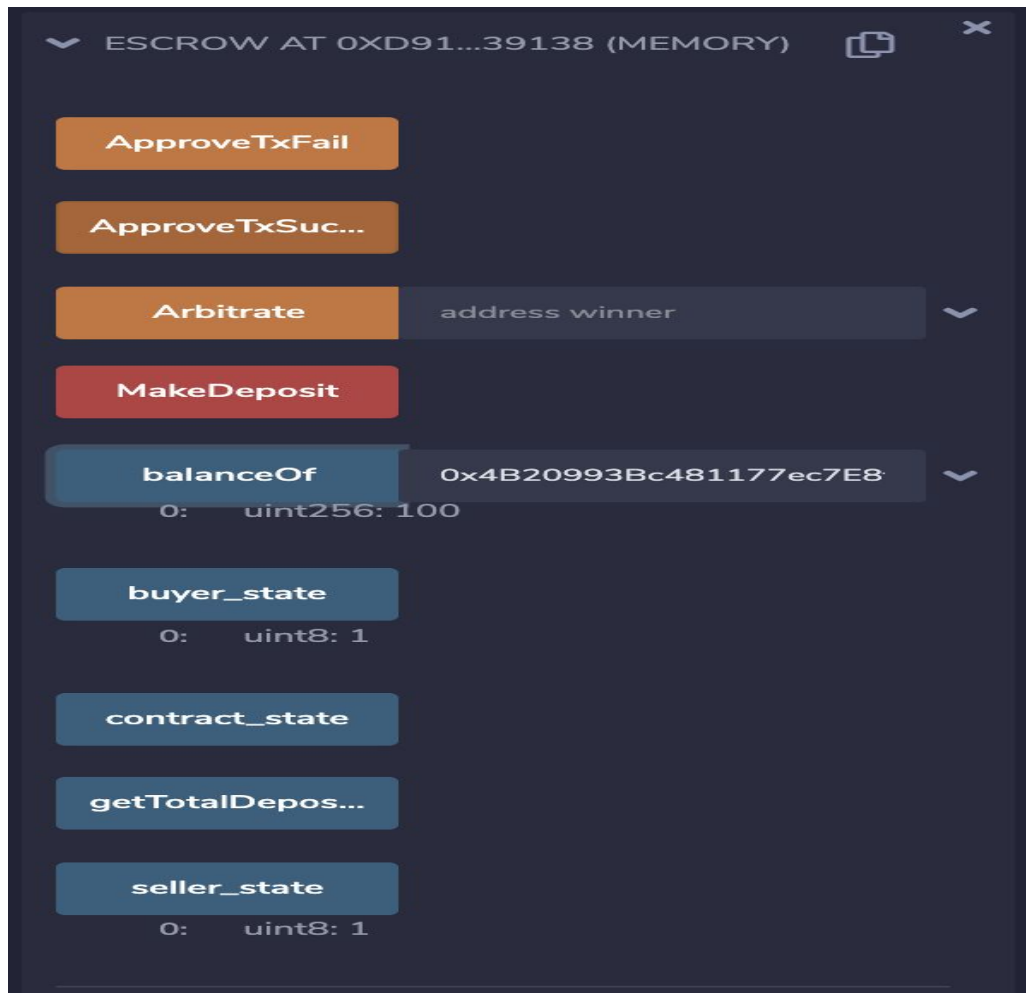 ESCROW AT 0XD91...39138 (MEMORY)
ApproveTxFail
ApproveTxSuc...
Arbitrate address winner
MakeDeposit
balanceOf 0x4B20993Bc481177ec7E8
0: uint256: 100
buyer_state
0: uint8: 1
contract_state
getTotalDepos...
seller_state
0: uint8: 1